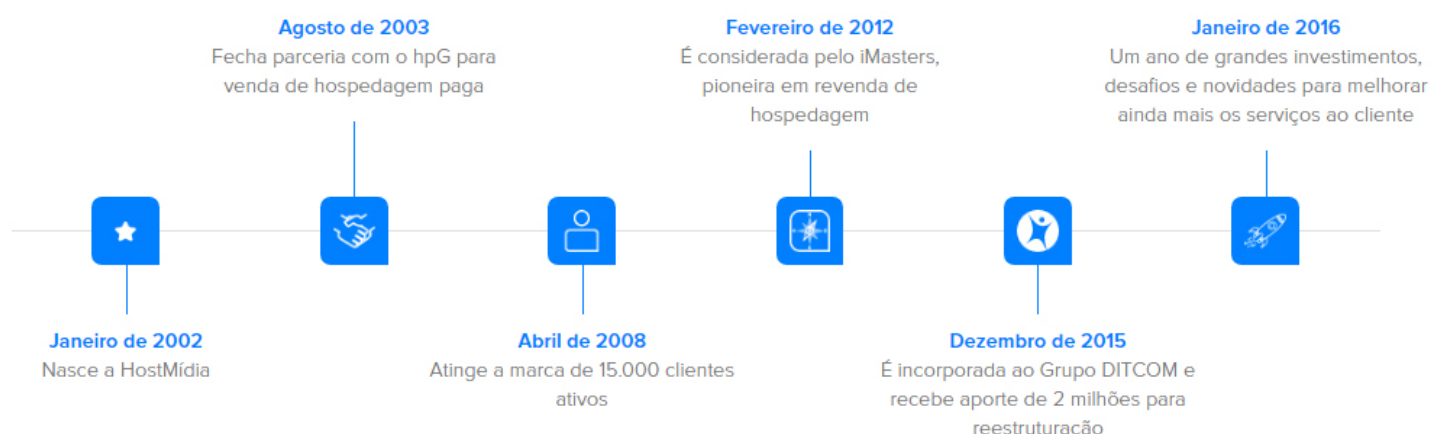 Agosto de 2003
Fecha parceria com o hpG para
venda de hospedagem paga
Fevereiro de 2012
É considerada pelo iMasters,
pioneira em revenda de
hospedagem
Janeiro de 2016
Um ano de grandes investimentos,
desafios e novidades para melhorar
ainda mais os serviços ao cliente
Janeiro de 2002
Nasce a HostMídia
Abril de 2008
Atinge a marca de 15.000 clientes
ativos
Dezembro de 2015
É incorporada ao Grupo DITCOM e
recebe aporte de 2 milhões para
reestruturação